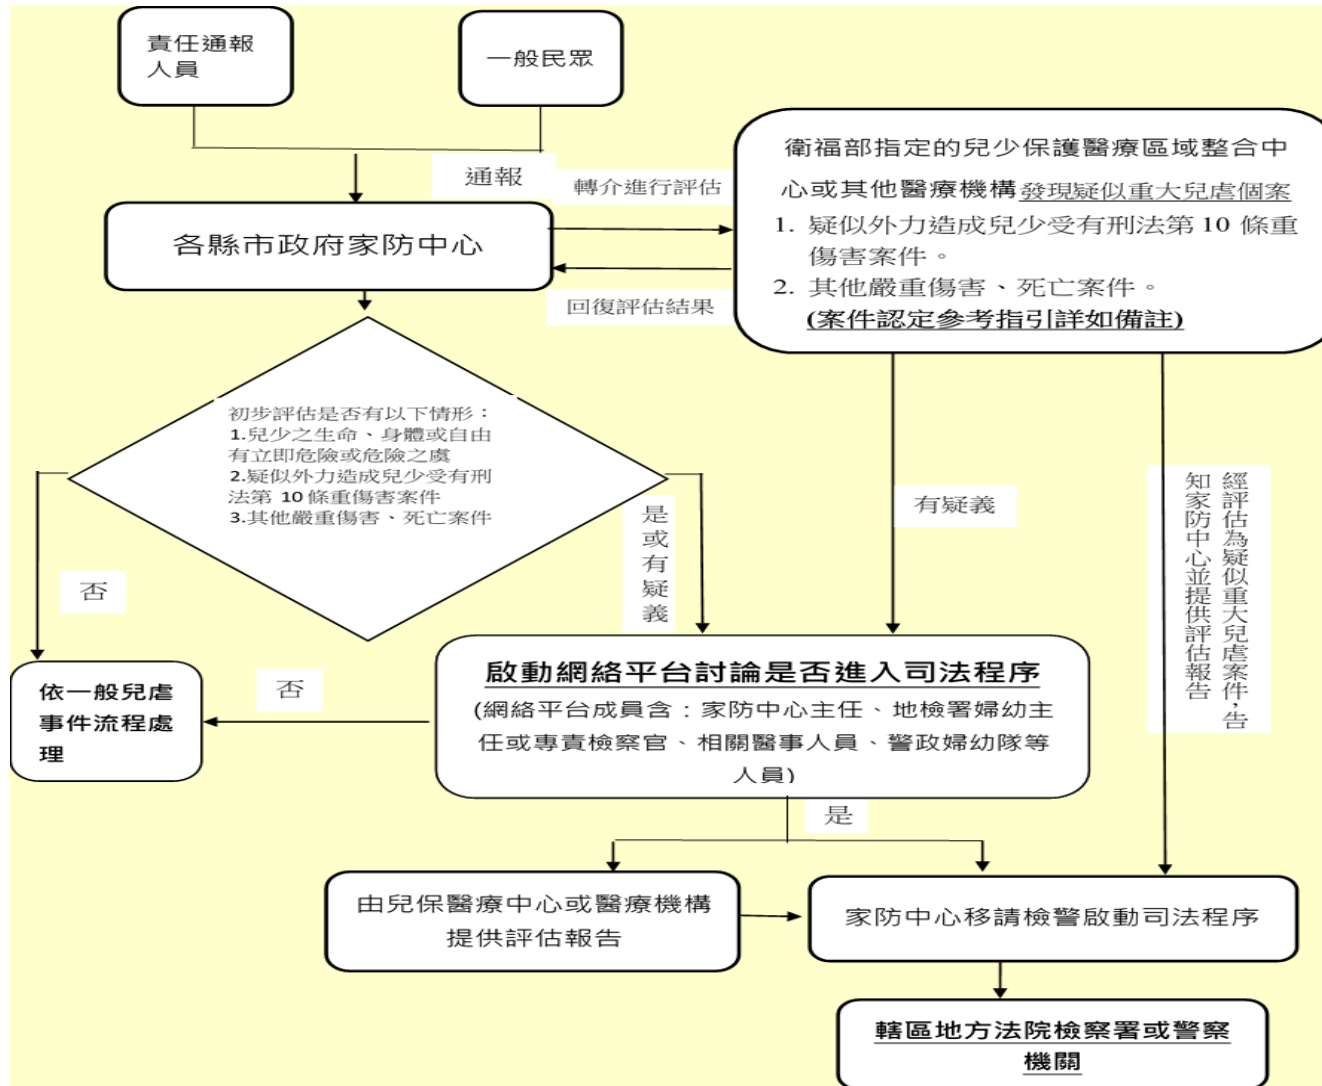 責任通報
人員
一般民眾
通報
轉介進行評估
各縣市政府家防中心
回復評估結果
衛福部指定的兒少保護醫療區域整合中
心或其他醫療機構發現疑似重大兒虐個案
1. 疑似外力造成兒少受有刑法第 10 條重
傷害案件。
2. 其他嚴重傷害、死亡案件。
(案件認定參考指引詳如備註)
初步評估是否有以下情形：
1.兒少之生命、身體或自由
有立即危險或危險之虞
2.疑似外力造成兒少受有刑
法第 10 條重傷害案件
3.其他嚴重傷害、死亡案件
否
是或有疑義
有疑義
經評估為疑似重大兒虐案件，告
知家防中心並提供評估報告
依一般兒虐
事件流程處
理
否
啟動網絡平台討論是否進入司法程序
(網絡平台成員含：家防中心主任、地檢署婦幼主
任或專責檢察官、相關醫事人員、警政婦幼隊等
人員)
是
由兒保醫療中心或醫療機構
提供評估報告
家防中心移請檢警啟動司法程序
轄區地方法院檢察署或警察
機關